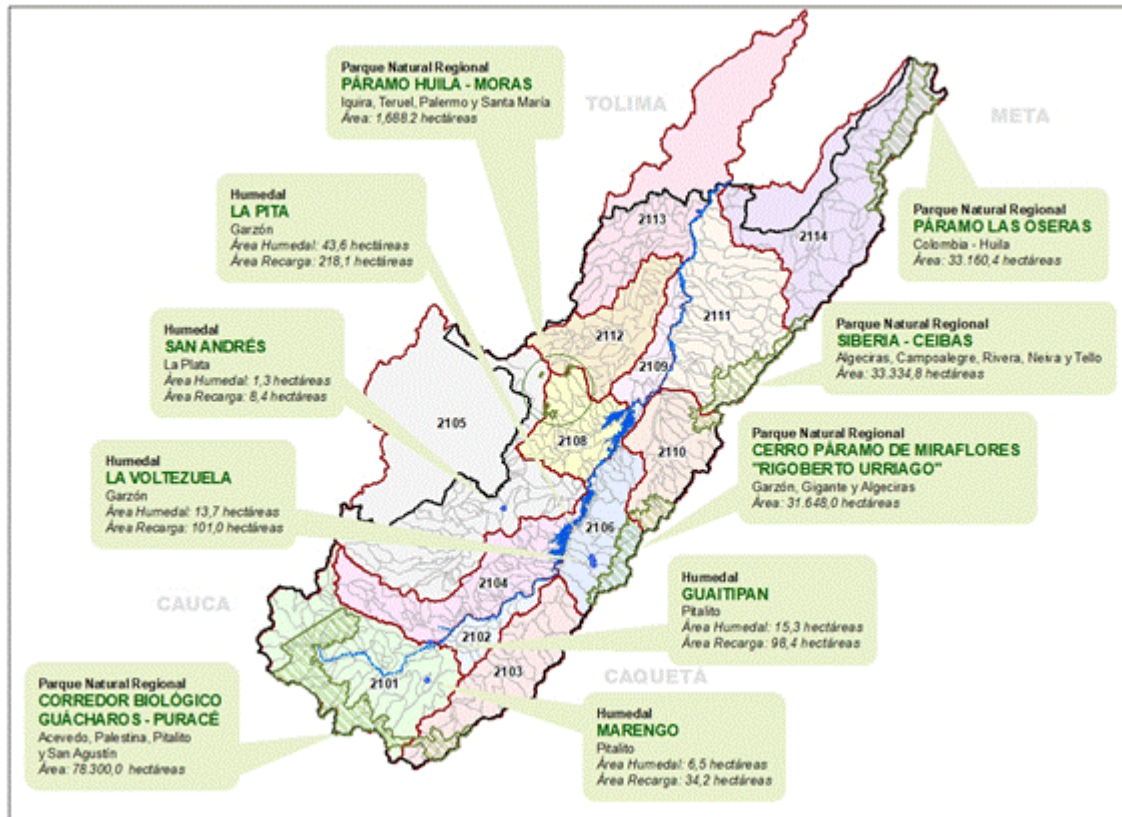 Parque Natural Regional
PÁRAMO HUILA - MORAS
Iquira, Teruel, Palermo y Santa María
Área: 1,688.2 hectáreas
TOLIMA
META
Humedal
LA PITA
Garzón
Área Humedal: 43,6 hectáreas
Área Recarga: 218,1 hectáreas
Parque Natural Regional
PÁRAMO LAS OSERAS
Colombia - Huila
Área: 33.160,4 hectáreas
2113
2114
2111
2112
2109
Humedal
SAN ANDRÉS
La Plata
Área Humedal: 1,3 hectáreas
Área Recarga: 8,4 hectáreas
Parque Natural Regional
SIBERIA - CEIBAS
Algeciras, Campoalegre, Rivera, Neiva y Tello
Área: 33.334,8 hectáreas
2105
2108
2110
Humedal
LA VOLTEZUELA
Garzón
Área Humedal: 13,7 hectáreas
Área Recarga: 101,0 hectáreas
Parque Natural Regional
CERRO PÁRAMO DE MIRAFLORES
"RIGOBERTO URRIAGO"
Garzón, Gigante y Algeciras
Área: 31.648,0 hectáreas
2106
2104
2102
2103
2101
CAUCA
CAQUETÁ
Humedal
GUAITIPAN
Pitalito
Área Humedal: 15,3 hectáreas
Área Recarga: 98,4 hectáreas
Parque Natural Regional
CORREDOR BIOLÓGICO
GUÁCHAROS - PURACÉ
Acevedo, Palestina, Pitalito
y San Agustín
Área: 78.300,0 hectáreas
Humedal
MARENGO
Pitalito
Área Humedal: 6,5 hectáreas
Área Recarga: 34,2 hectáreas